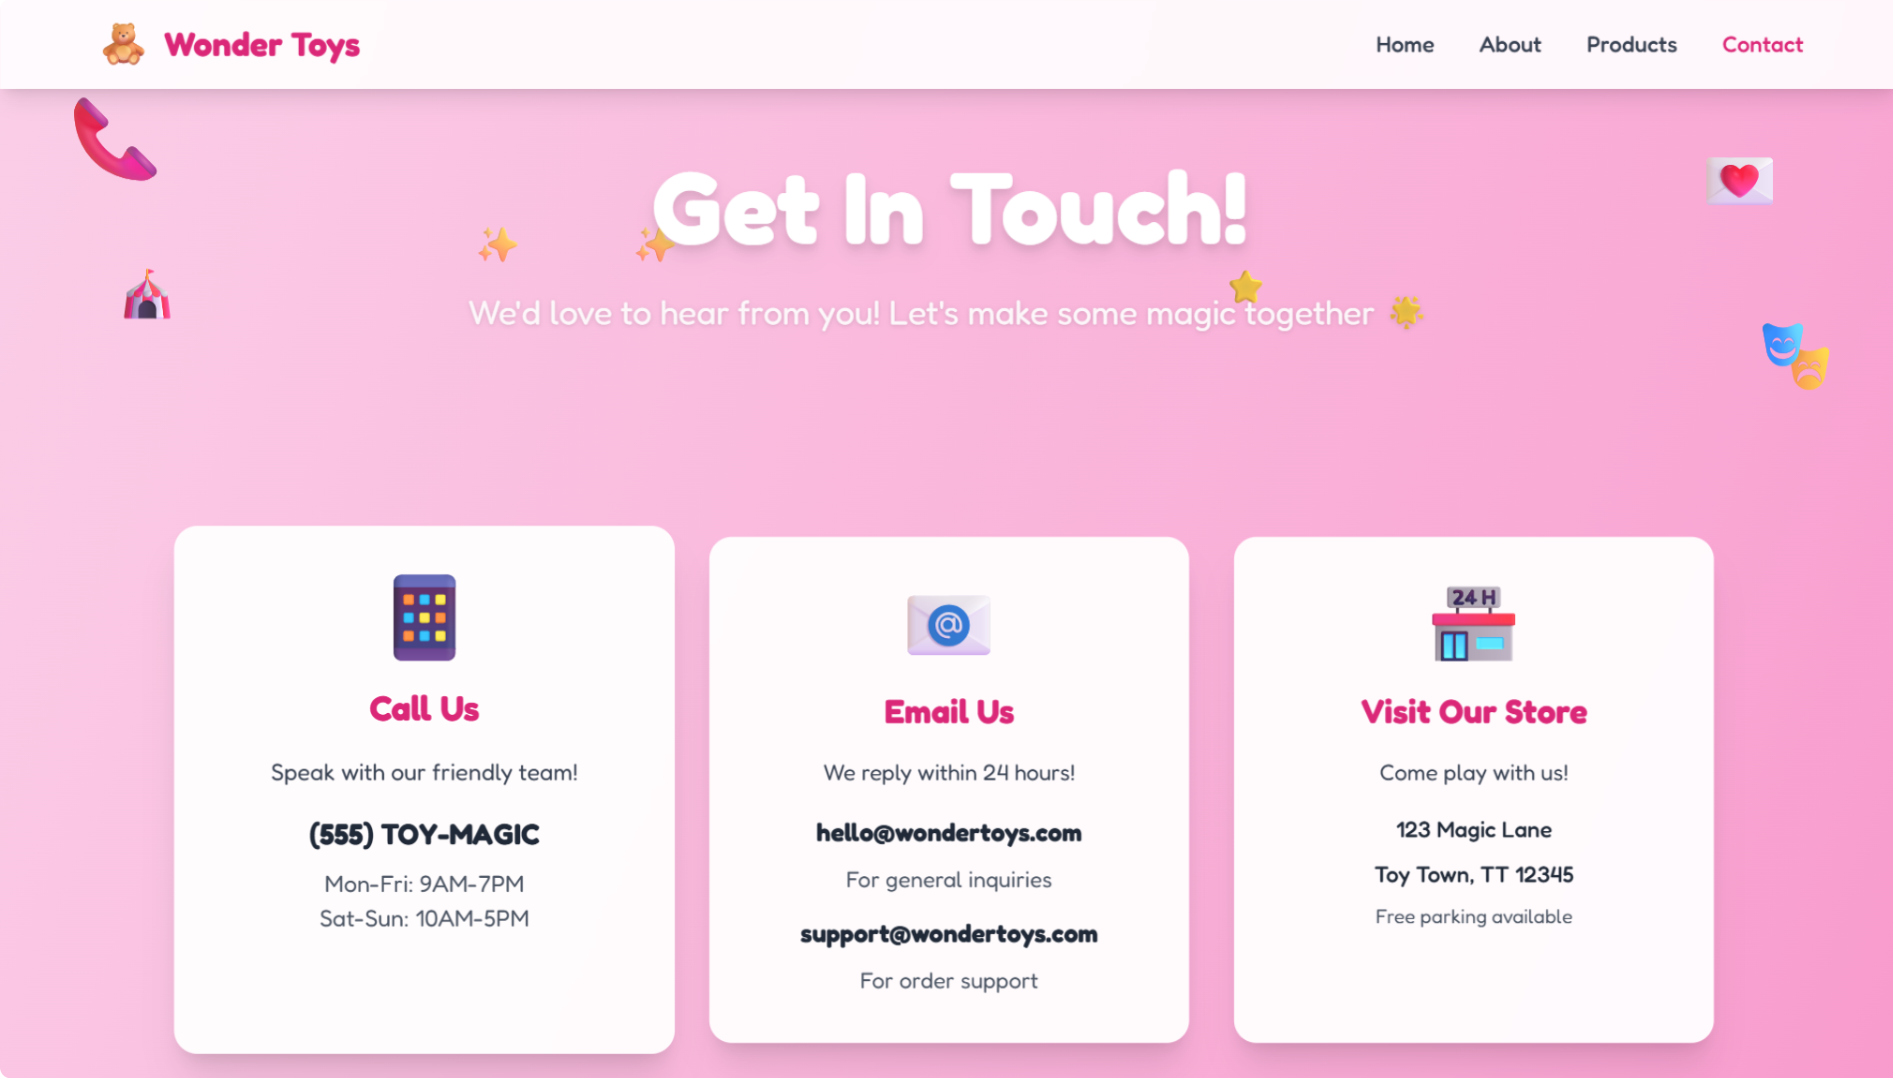 Wonder Toys
Home About Products Contact
Get In Touch!
We'd love to hear from you! Let's make some magic together
Call Us
Speak with our friendly team!
(555) TOY-MAGIC
Mon-Fri: 9AM-7PM
Sat-Sun: 10AM-5PM
@
Email Us
We reply within 24 hours!
hello@wondertoys.com
For general inquiries
support@wondertoys.com
For order support
24 H
Visit Our Store
Come play with us!
123 Magic Lane
Toy Town, TT 12345
Free parking available